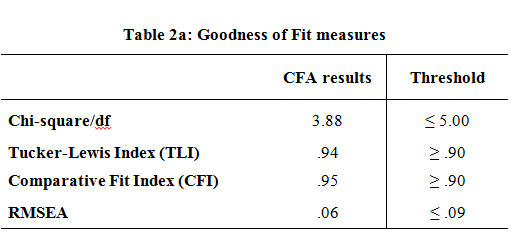 Table 2a: Goodness of Fit measures
CFA results Threshold
Chi-square/df 3.88 ≤ 5.00
Tucker-Lewis Index (TLI) .94 ≥ .90
Comparative Fit Index (CFI) .95 ≥ .90
RMSEA .06 ≤ .09